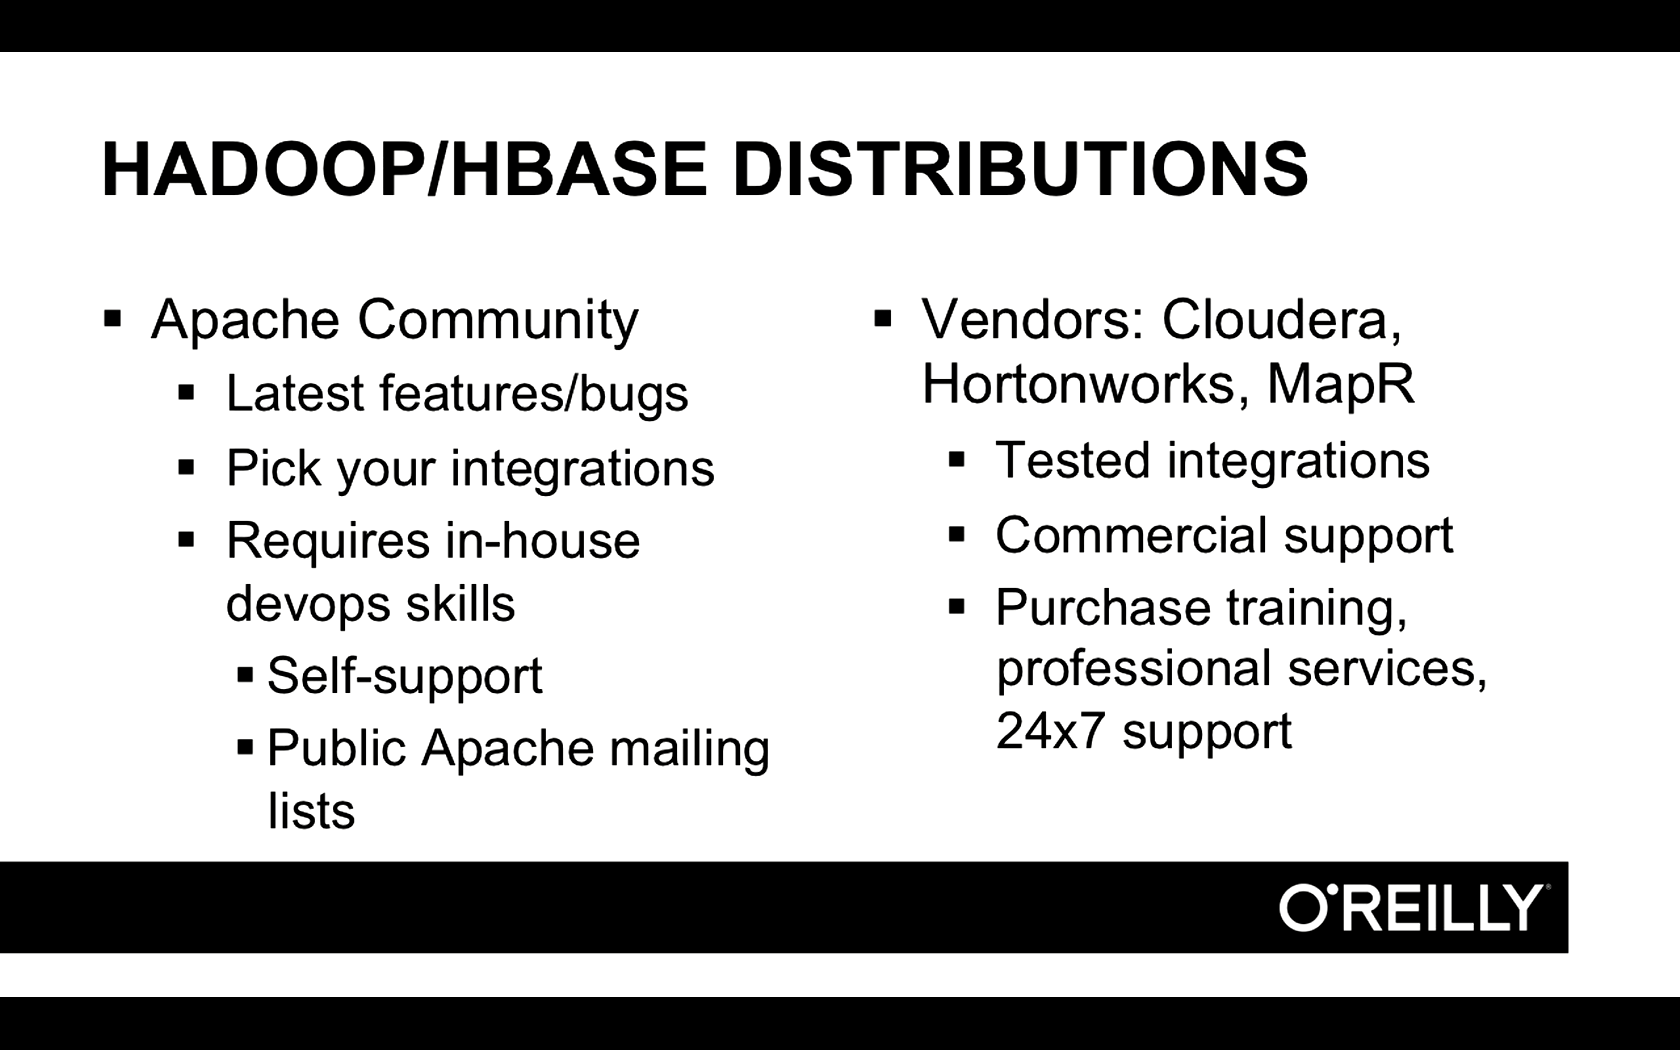 HADOOP/HBASE DISTRIBUTIONS
▪ Apache Community
▪ Latest features/bugs
▪ Pick your integrations
▪ Requires in-house
devops skills
▪ Self-support
▪ Public Apache mailing
lists
▪ Vendors: Cloudera,
Hortonworks, MapR
▪ Tested integrations
▪ Commercial support
▪ Purchase training,
professional services,
24x7 support
O'REILLY®